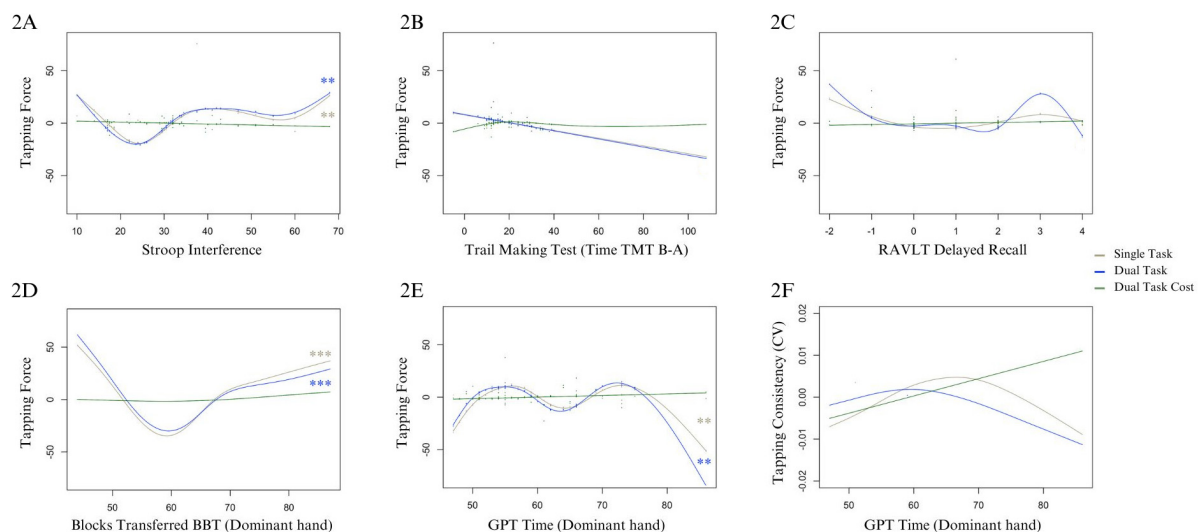 2A
Tapping Force
50
0
-50
**
**
10 20 30 40 50 60 70
Stroop Interference
2B
Tapping Force
50
0
-50
0 20 40 60 80 100
Trail Making Test (Time TMT B-A)
2C
Tapping Force
50
0
-50
-2 -1 0 1 2 3 4
RAVLT Delayed Recall
Single Task
Dual Task
Dual Task Cost
2D
Tapping Force
50
0
-50
***
***
50 60 70 80
Blocks Transferred BBT (Dominant hand)
2E
Tapping Force
50
0
-50
**
**
50 60 70 80
GPT Time (Dominant hand)
2F
Tapping Consistency (CV)
0.02
0.01
0.00
-0.01
-0.02
50 60 70 80
GPT Time (Dominant hand)